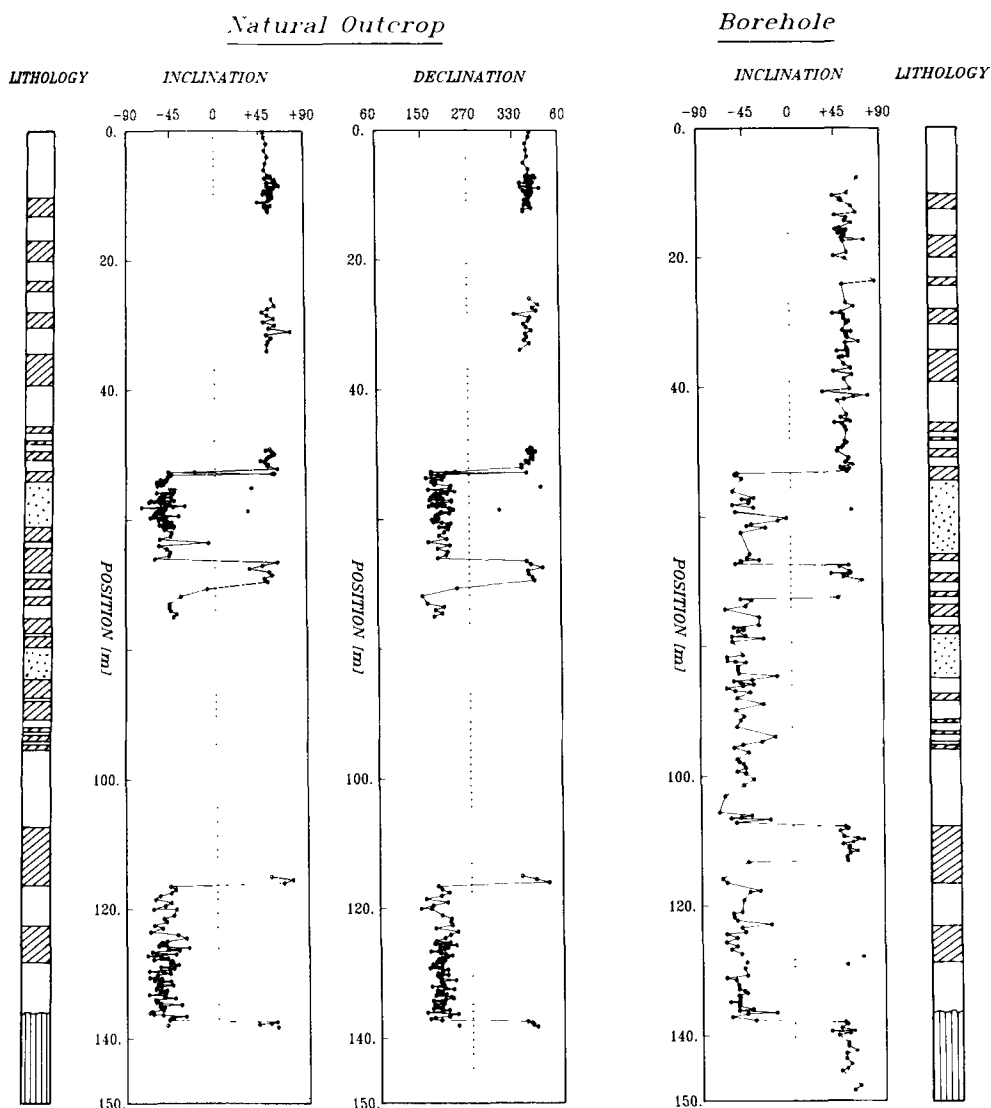 Natural Outcrop
Borehole
LITHOLOGY
INCLINATION
DECLINATION
INCLINATION
LITHOLOGY
-90 -45 0 +45 +90
60 150 270 330 60
-90 -45 0 +45 +90
0.
20.
40.
POSITION [m]
100.
120.
140.
150.
0.
20.
40.
POSITION [m]
100.
120.
140.
150.
0.
20.
40.
POSITION [m]
100.
120.
140.
150.